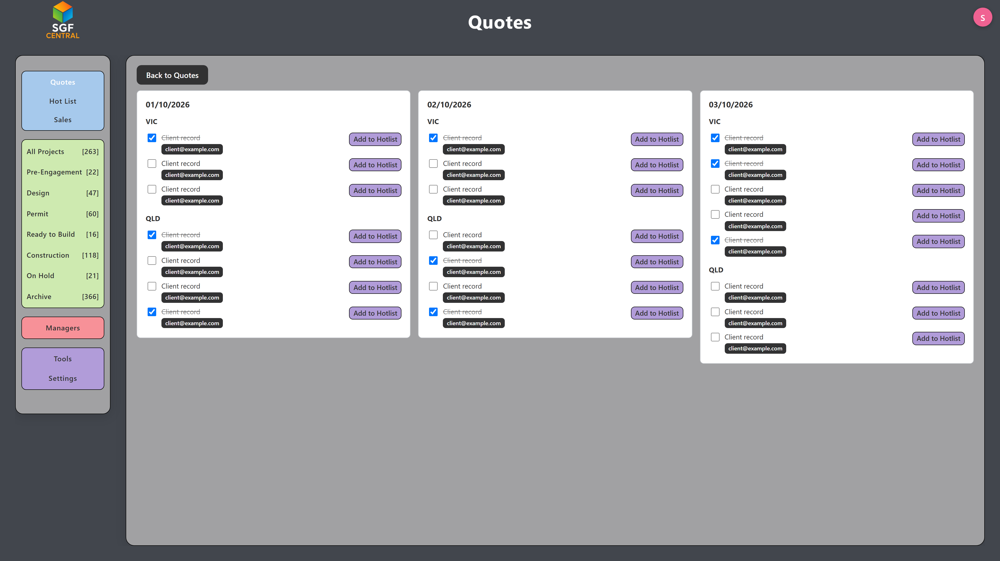 SGF
CENTRAL
Quotes
S
Quotes
Hot List
Sales
All Projects [263]
Pre-Engagement [22]
Design [47]
Permit [60]
Ready to Build [16]
Construction [118]
On Hold [21]
Archive [366]
Managers
Tools
Settings
Back to Quotes
01/10/2026
VIC
Client record Add to Hotlist
client@example.com
Client record Add to Hotlist
client@example.com
Client record Add to Hotlist
client@example.com
QLD
Client record Add to Hotlist
client@example.com
Client record Add to Hotlist
client@example.com
Client record Add to Hotlist
client@example.com
Client record Add to Hotlist
client@example.com
02/10/2026
VIC
Client record Add to Hotlist
client@example.com
Client record Add to Hotlist
client@example.com
Client record Add to Hotlist
client@example.com
QLD
Client record Add to Hotlist
client@example.com
Client record Add to Hotlist
client@example.com
Client record Add to Hotlist
client@example.com
Client record Add to Hotlist
client@example.com
03/10/2026
VIC
Client record Add to Hotlist
client@example.com
Client record Add to Hotlist
client@example.com
Client record Add to Hotlist
client@example.com
Client record Add to Hotlist
client@example.com
Client record Add to Hotlist
client@example.com
QLD
Client record Add to Hotlist
client@example.com
Client record Add to Hotlist
client@example.com
Client record Add to Hotlist
client@example.com